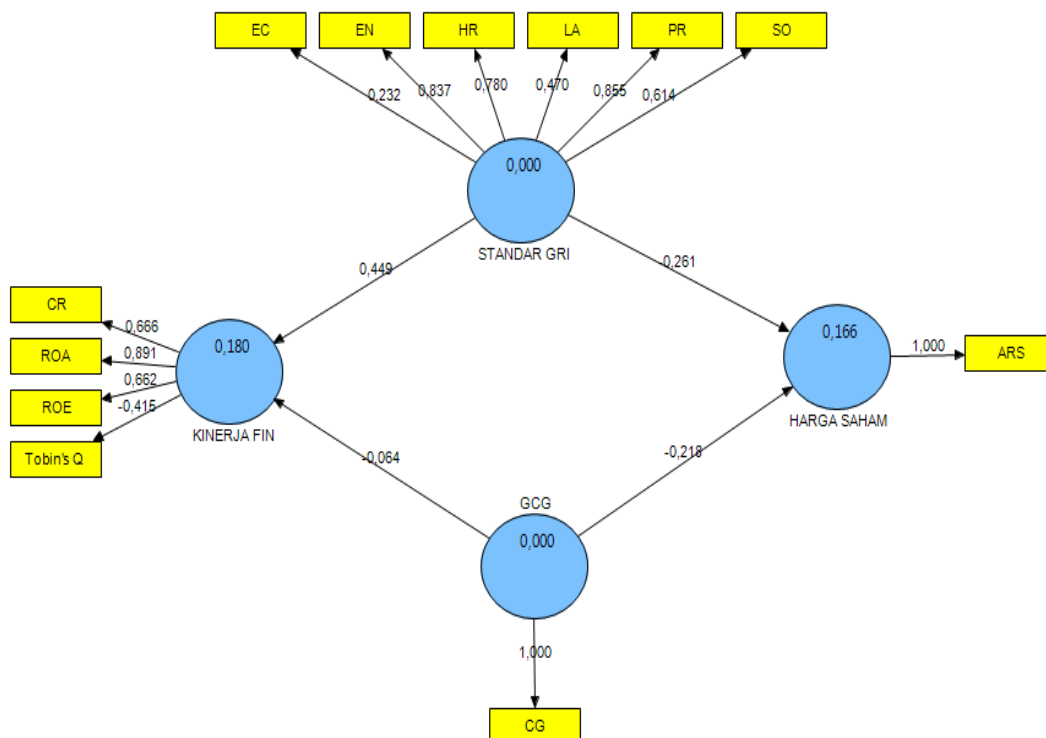 EC EN HR LA PR SO
0,232 0,837 0,780 0,470 0,855 0,614
0,000
STANDAR GRI
0,449
-0,261
CR
ROA
ROE
Tobin's Q
0,666
0,891
0,662
-0,415
0,180
KINERJA FIN
0,166
HARGA SAHAM
1,000
ARS
-0,064
-0,218
GCG
0,000
1,000
CG